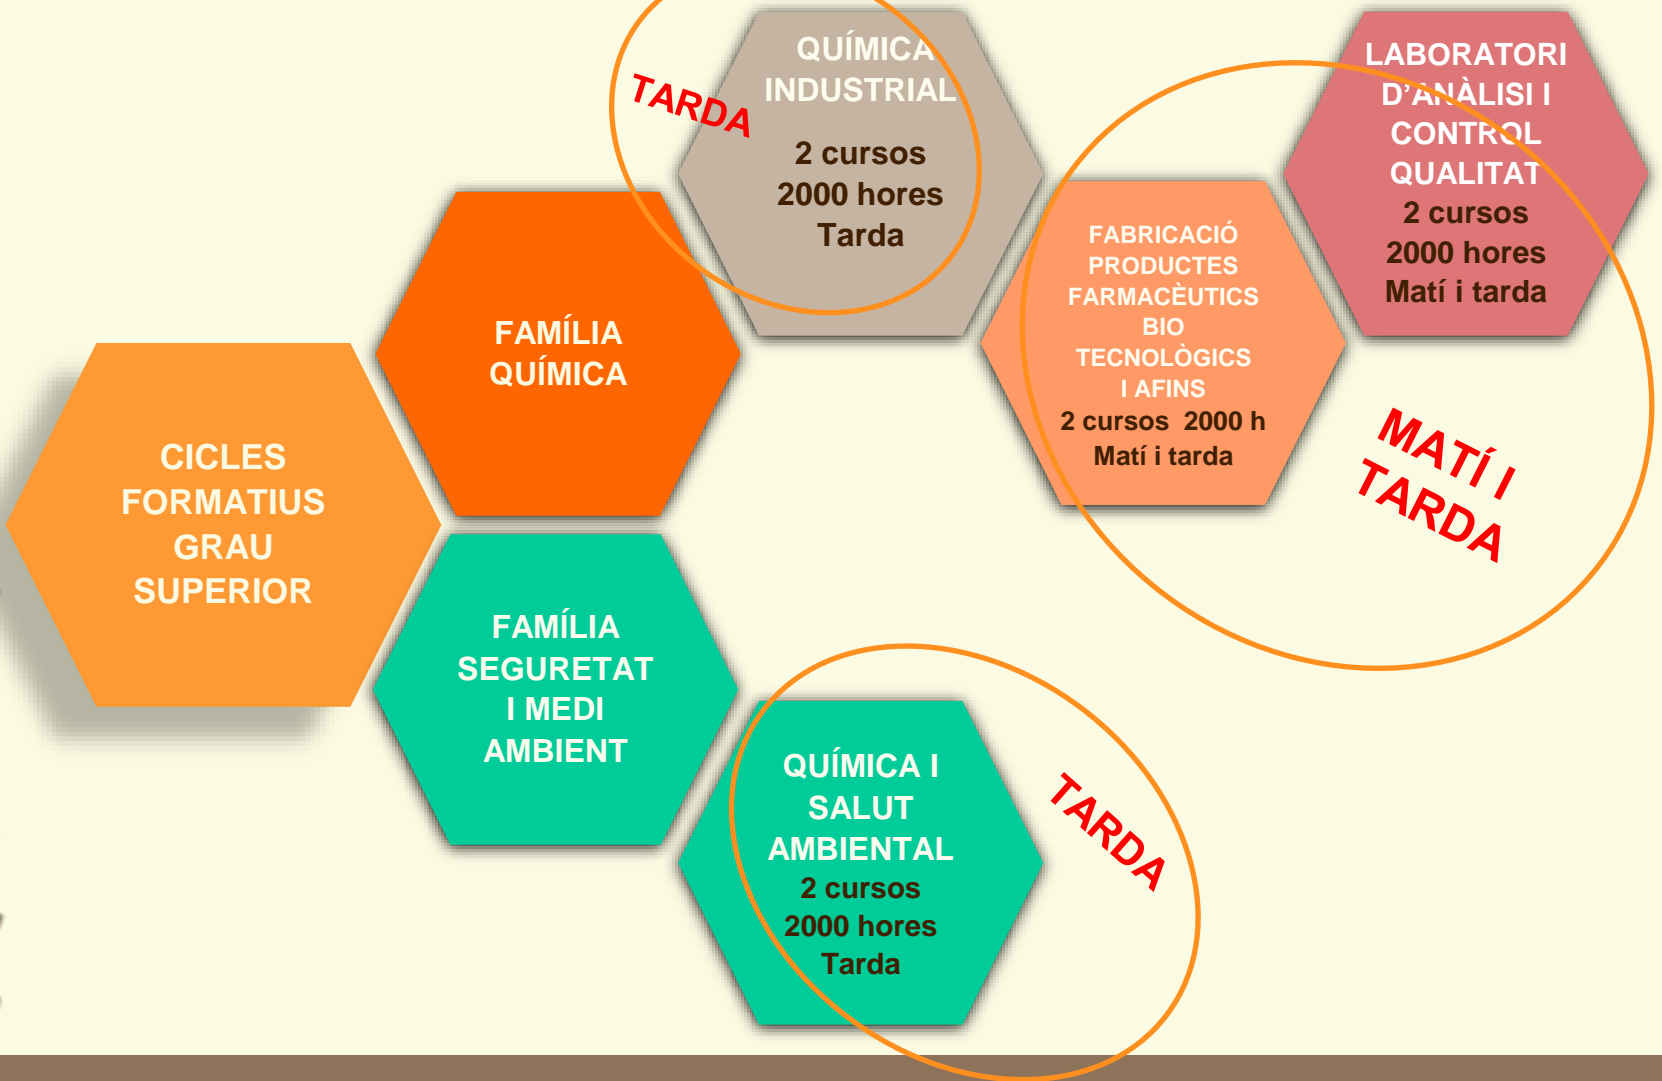 CICLES
FORMATIUS
GRAU
SUPERIOR
FAMÍLIA
QUÍMICA
FAMÍLIA
SEGURETAT
I MEDI
AMBIENT
TARDA
QUÍMICA
INDUSTRIAL
2 cursos
2000 hores
Tarda
FABRICACIÓ
PRODUCTES
FARMACÈUTICS
BIO
TECNOLÒGICS
I AFINS
2 cursos 2000 h
Matí i tarda
LABORATORI
D'ANÀLISI I
CONTROL
QUALITAT
2 cursos
2000 hores
Matí i tarda
MATÍ I
TARDA
QUÍMICA I
SALUT
AMBIENTAL
2 cursos
2000 hores
Tarda
TARDA